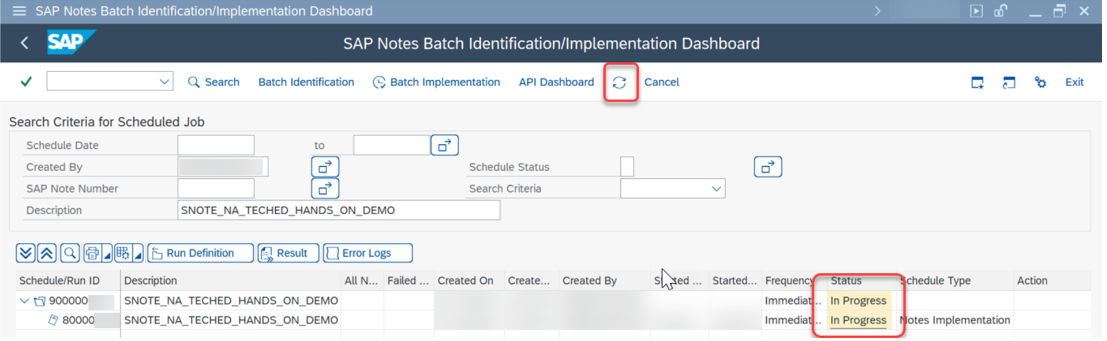 SAP Notes Batch Identification/Implementation Dashboard
SAP SAP Notes Batch Identification/Implementation Dashboard
Search Batch Identification Batch Implementation API Dashboard Cancel Exit
Search Criteria for Scheduled Job
Schedule Date to
Created By Schedule Status
SAP Note Number Search Criteria
Description SNOTE_NA_TECHED_HANDS_ON_DEMO
Run Definition Result Error Logs
Schedule/Run ID Description All N... Failed ... Created On Create... Created By Started ... Started... Frequency Status Schedule Type Action
900000 SNOTE_NA_TECHED_HANDS_ON_DEMO Immediat... In Progress
80000 SNOTE_NA_TECHED_HANDS_ON_DEMO Immediat... In Progress Notes Implementation